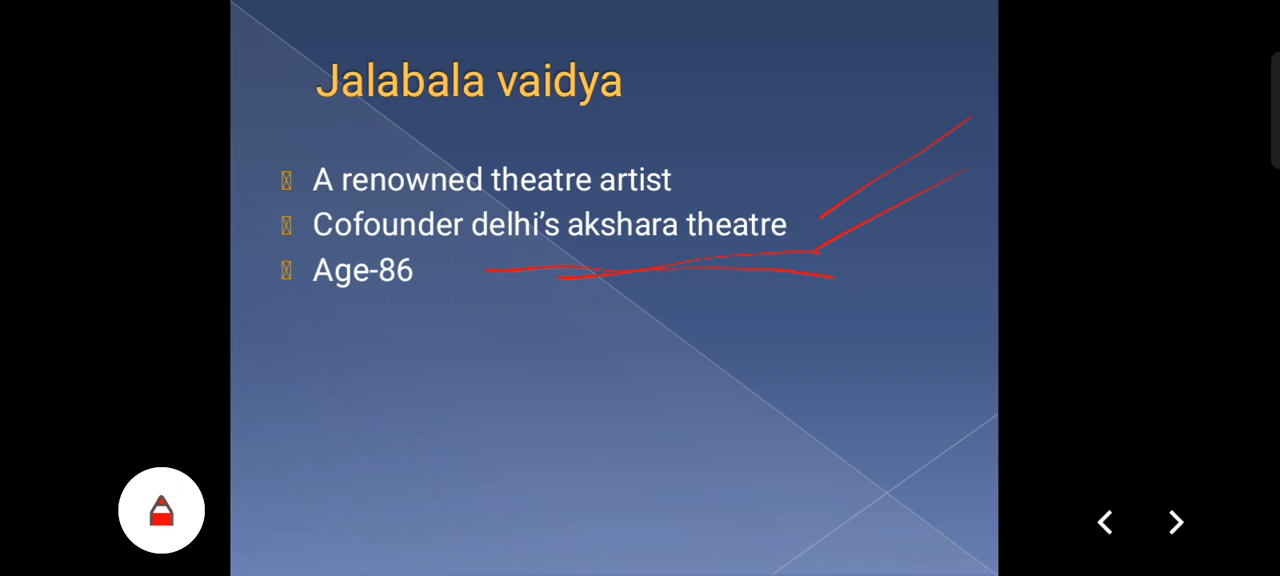 Jalabala vaidya
A renowned theatre artist
Cofounder delhi’s akshara theatre
Age-86